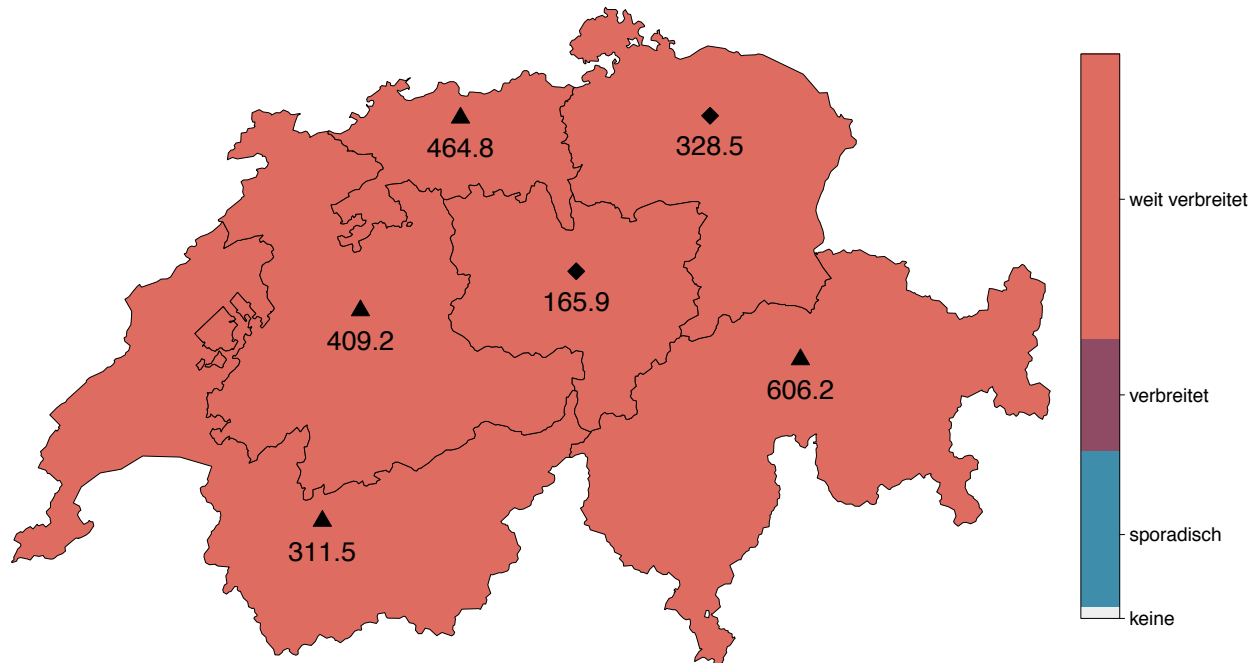 464.8
328.5
165.9
409.2
606.2
311.5
weit verbreitet
verbreitet
sporadisch
keine